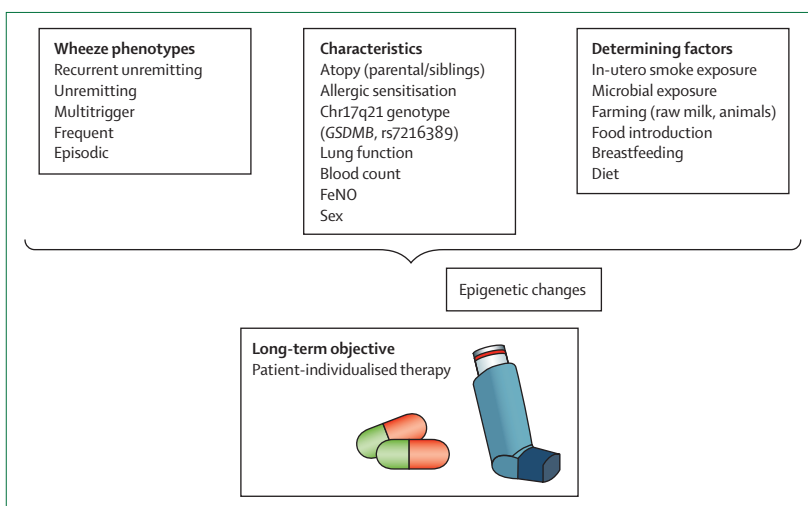 Wheeze phenotypes
Recurrent unremitting
Unremitting
Multitrigger
Frequent
Episodic
Characteristics
Atopy (parental/siblings)
Allergic sensitisation
Chr17q21 genotype
(GSDMB, rs7216389)
Lung function
Blood count
FeNO
Sex
Determining factors
In-utero smoke exposure
Microbial exposure
Farming (raw milk, animals)
Food introduction
Breastfeeding
Diet
Epigenetic changes
Long-term objective
Patient-individualised therapy